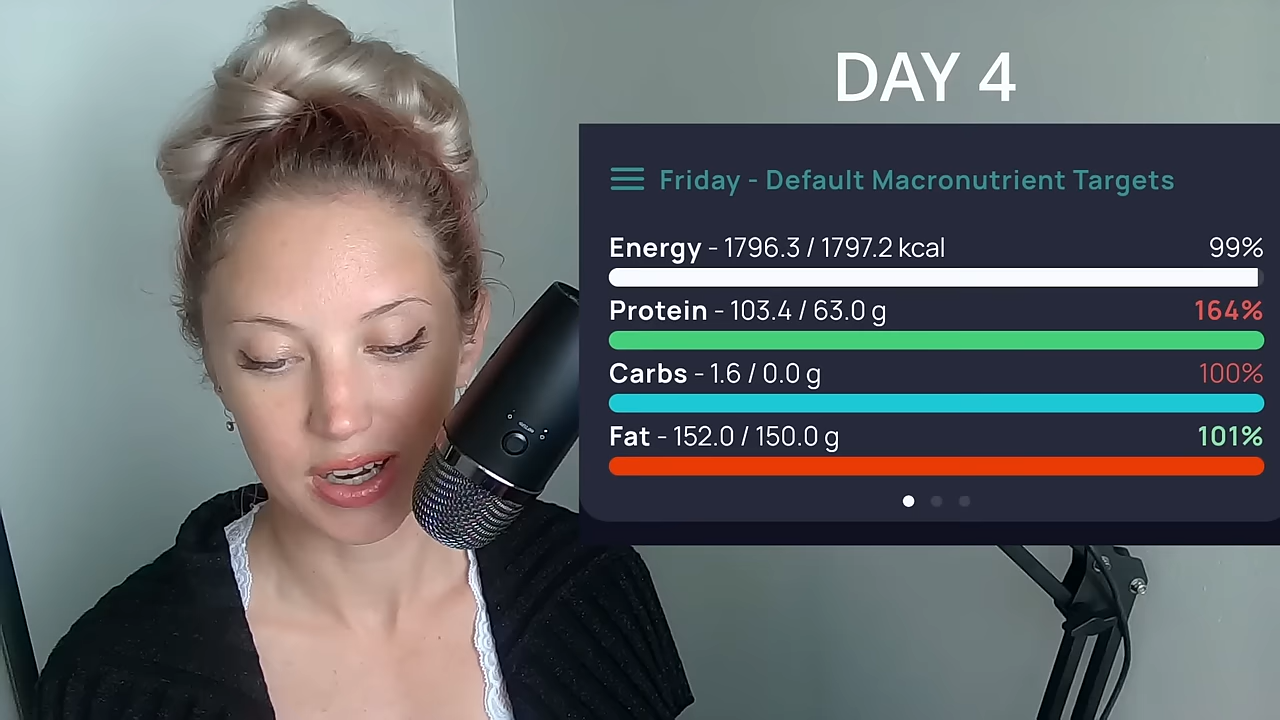 DAY 4
Friday - Default Macronutrient Targets
Energy - 1796.3 / 1797.2 kcal 99%
Protein - 103.4 / 63.0 g 164%
Carbs - 1.6 / 0.0 g 100%
Fat - 152.0 / 150.0 g 101%